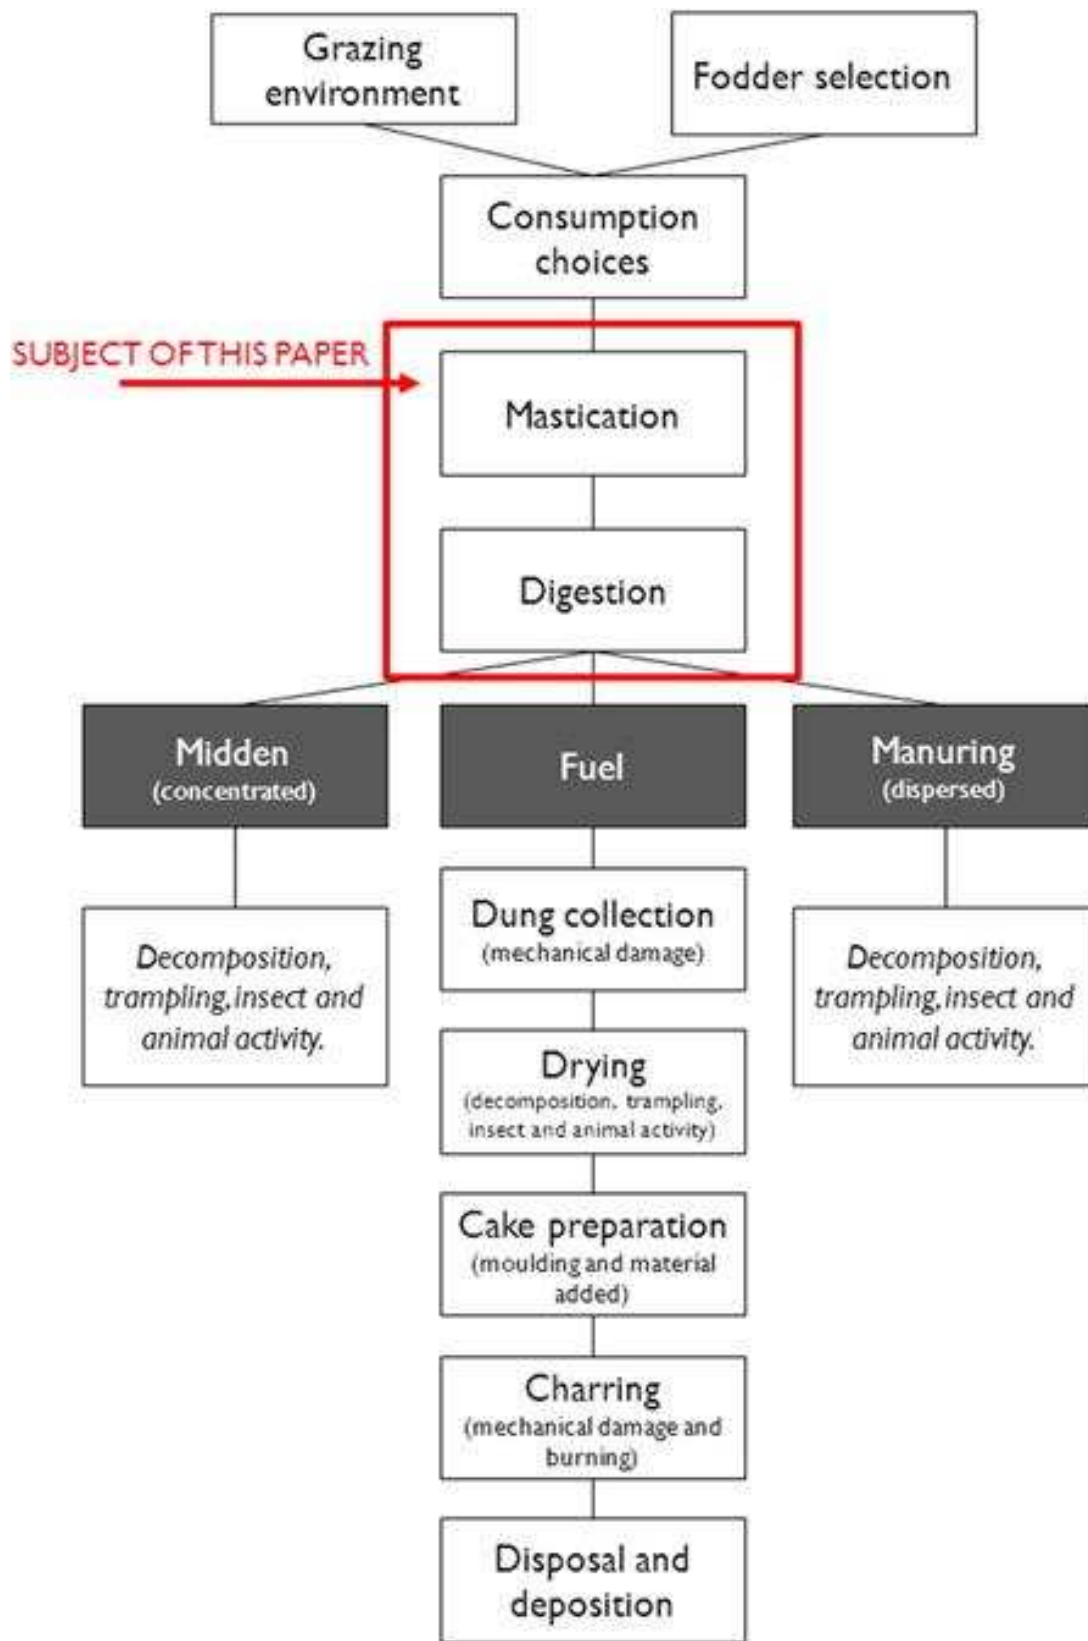 Grazing
environment
Fodder selection
Consumption
choices
SUBJECT OF THIS PAPER
Mastication
Digestion
Midden
(concentrated)
Fuel
Manuring
(dispersed)
Decomposition,
trampling, insect and
animal activity.
Dung collection
(mechanical damage)
Decomposition,
trampling, insect and
animal activity.
Drying
(decomposition, trampling,
insect and animal activity)
Cake preparation
(moulding and material
added)
Charring
(mechanical damage and
burning)
Disposal and
deposition